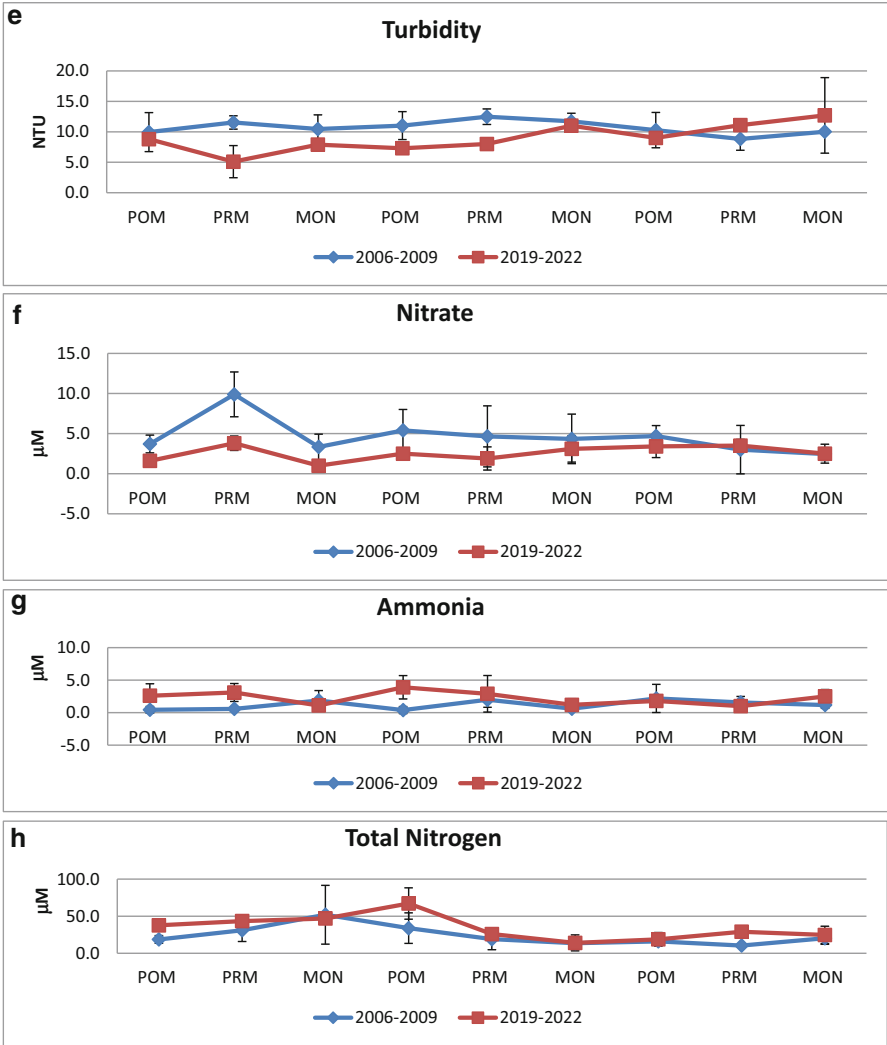 e
Turbidity
20.0
15.0
10.0
5.0
0.0
NTU
POM PRM MON POM PRM MON POM PRM MON
2006-2009 2019-2022
f
Nitrate
15.0
10.0
5.0
0.0
-5.0
µM
POM PRM MON POM PRM MON POM PRM MON
2006-2009 2019-2022
g
Ammonia
10.0
5.0
0.0
-5.0
µM
POM PRM MON POM PRM MON POM PRM MON
2006-2009 2019-2022
h
Total Nitrogen
100.0
50.0
0.0
µM
POM PRM MON POM PRM MON POM PRM MON
2006-2009 2019-2022